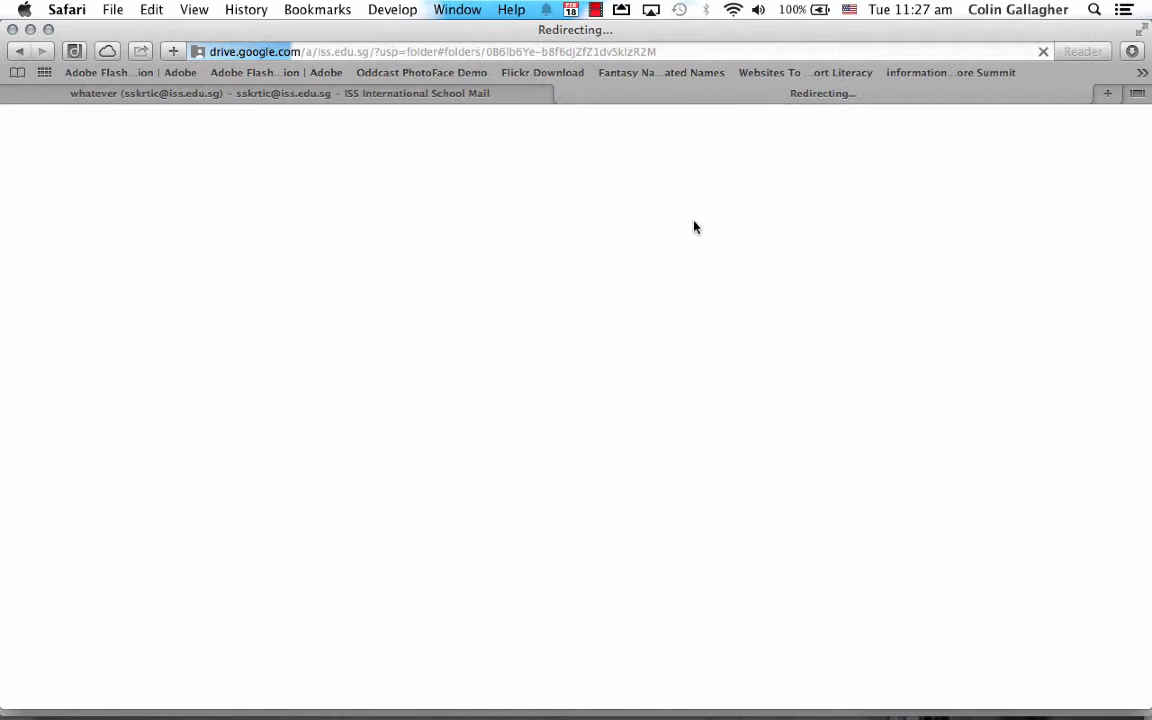 Safari File Edit View History Bookmarks Develop Window Help FEB 18 100% Tue 11:27 am Colin Gallagher
Redirecting...
drive.google.com/a/iss.edu.sg/?usp=folder#folders/ Reader
Adobe Flash...ion | Adobe Adobe Flash...ion | Adobe Oddcast PhotoFace Demo Flickr Download Fantasy Na...ated Names Websites To ...ort Literacy information...ore Summit
whatever (sskrtic@iss.edu.sg) – sskrtic@iss.edu.sg – ISS International School Mail Redirecting...